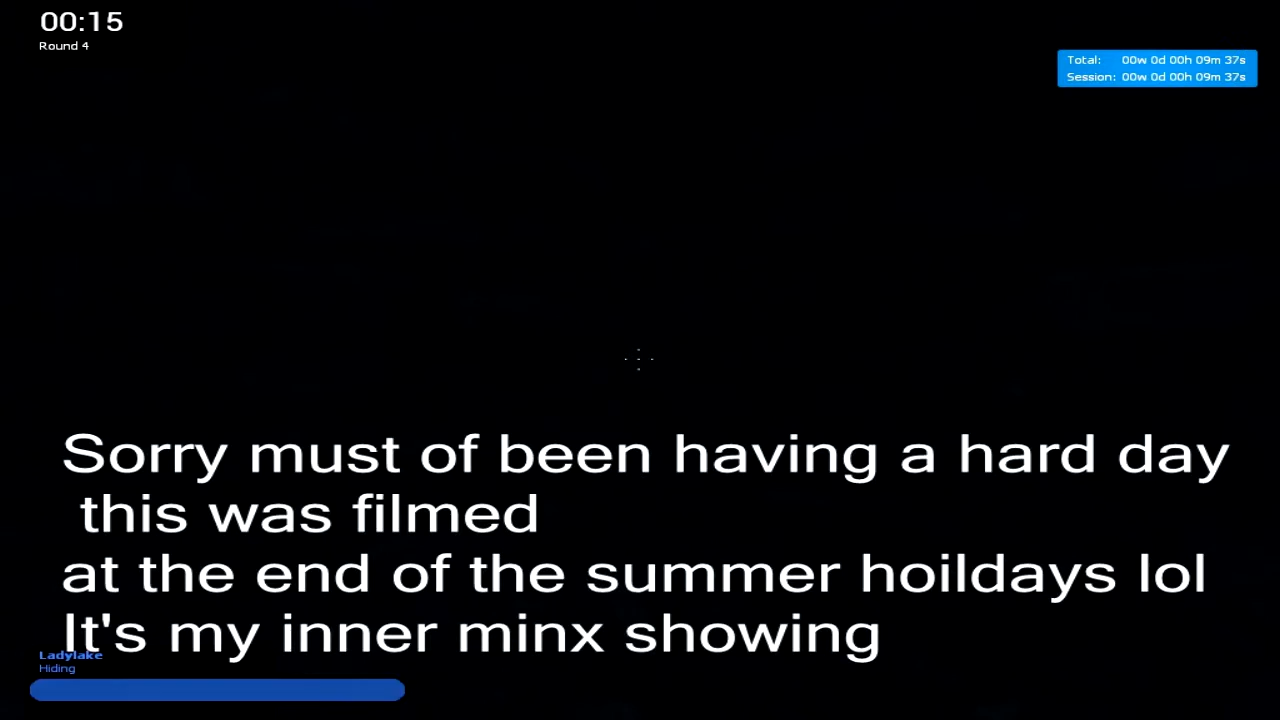 00:15
Round 4
Total: 00w 0d 00h 09m 37s
Session: 00w 0d 00h 09m 37s
Sorry must of been having a hard day
this was filmed
at the end of the summer hoildays lol
It's my inner minx showing
Ladylake
Hiding